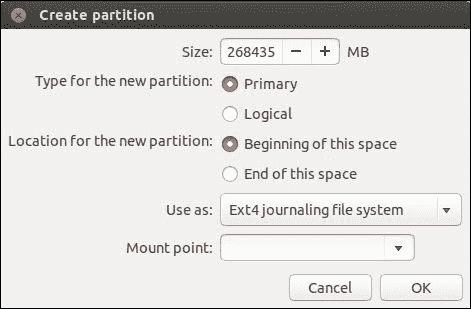 Create partition
Size: 268435 − + MB
Type for the new partition: Primary
Logical
Location for the new partition: Beginning of this space
End of this space
Use as: Ext4 journaling file system
Mount point:
Cancel OK